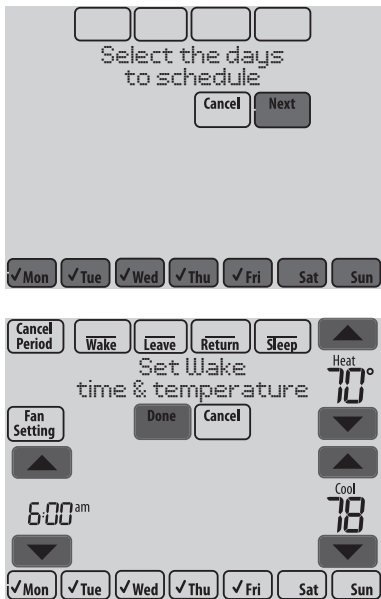 Select the days
to schedule
Cancel Next
✓Mon ✓Tue ✓Wed ✓Thu ✓Fri Sat Sun
Cancel Period Wake Leave Return Sleep
Set Wake
time & temperature
Heat
70°
Fan Setting Done Cancel
Cool
6:00 am 78
✓Mon ✓Tue ✓Wed ✓Thu ✓Fri Sat Sun